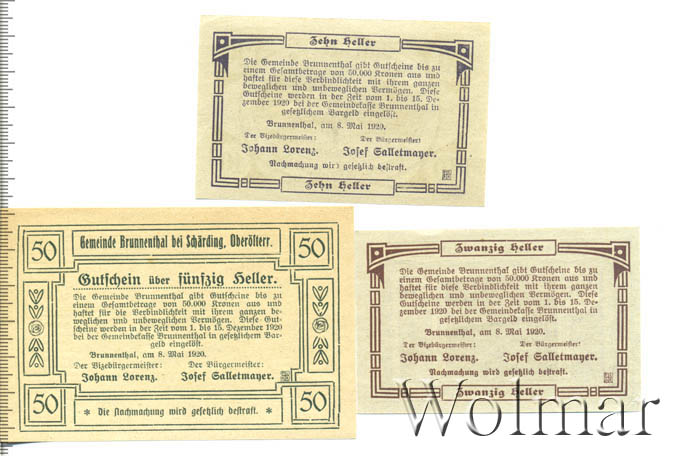 Zehn Heller
Die Gemeinde Brunnenthal gibt Gutscheine bis zu
einem Gesamtbetrage von 50.000 Kronen aus und
haftet für diese Verbindlichkeit mit ihrem ganzen
beweglichen und unbeweglichen Vermögen. Diese
Gutscheine werden in der Zeit vom 1. bis 15. De-
zember 1920 bei der Gemeindekasse Brunnenthal in
gesetzlichem Bargeld eingelöst.
Brunnenthal, am 8. Mai 1920.
Der Vizebürgermeister: Der Bürgermeister:
Johann Lorenz. Josef Salletmayer.
Nachmachung wird gesetzlich bestraft.
Zehn Heller
50 Gemeinde Brunnenthal bei Schärding, Oberösterr. 50
Gutschein über fünfzig Heller.
Die Gemeinde Brunnenthal gibt Gutscheine bis zu
einem Gesamtbetrage von 50.000 Kronen aus und
haftet für die Verbindlichkeit mit ihrem ganzen be-
weglichen und unbeweglichen Vermögen. Diese Gut-
scheine werden in der Zeit vom 1. bis 15. Dezember 1920
bei der Gemeindekasse Brunnenthal in gesetzlichem Bar-
geld eingelöst.
Brunnenthal, am 8. Mai 1920.
Der Vizebürgermeister: Der Bürgermeister:
Johann Lorenz. Josef Salletmayer.
50 * Die Nachmachung wird gesetzlich bestraft. * 50
Zwanzig Heller
Die Gemeinde Brunnenthal gibt Gutscheine bis zu
einem Gesamtbetrage von 50.000 Kronen aus und
haftet für diese Verbindlichkeit mit ihrem ganzen
beweglichen und unbeweglichen Vermögen. Diese
Gutscheine werden in der Zeit vom 1. bis 15. De-
zember 1920 bei der Gemeindekasse Brunnenthal in
gesetzlichem Bargeld eingelöst.
Brunnenthal, am 8. Mai 1920.
Der Vizebürgermeister: Der Bürgermeister:
Johann Lorenz. Josef Salletmayer.
Nachmachung wird gesetzlich bestraft.
Zwanzig Heller
Wolmar